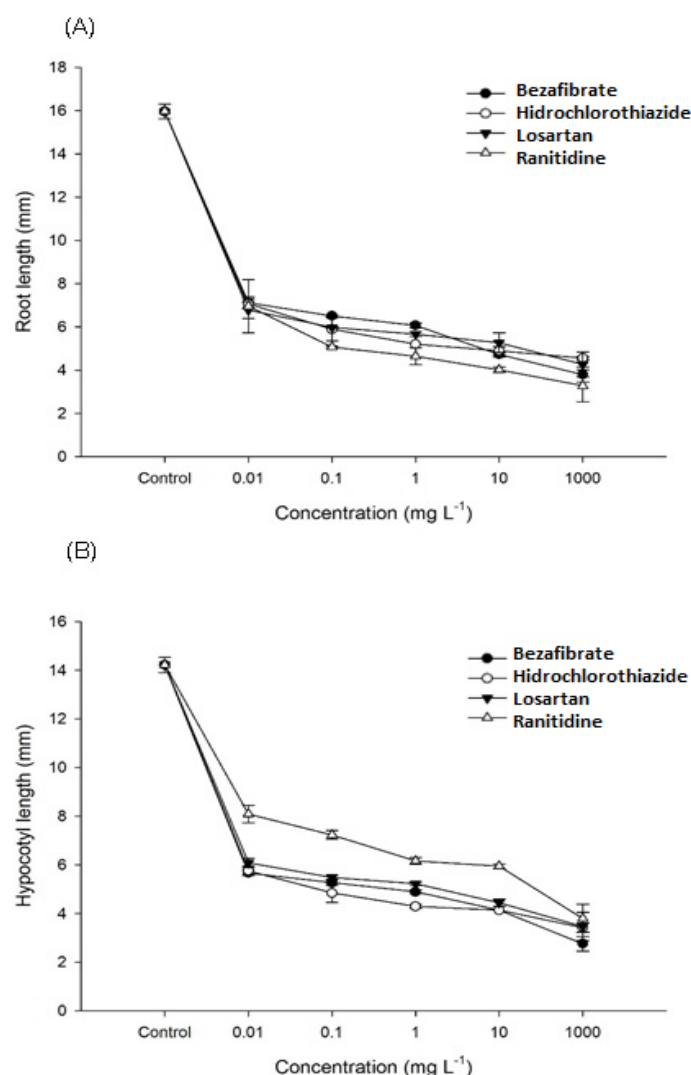 (A)
18
16
14
12
10
8
6
4
2
0
Root length (mm)
Bezafibrate
Hidrochlorothiazide
Losartan
Ranitidine
Control 0.01 0.1 1 10 1000
Concentration (mg L⁻¹)
(B)
16
14
12
10
8
6
4
2
0
Hypocotyl length (mm)
Bezafibrate
Hidrochlorothiazide
Losartan
Ranitidine
Control 0.01 0.1 1 10 1000
Concentration (mg L⁻¹)